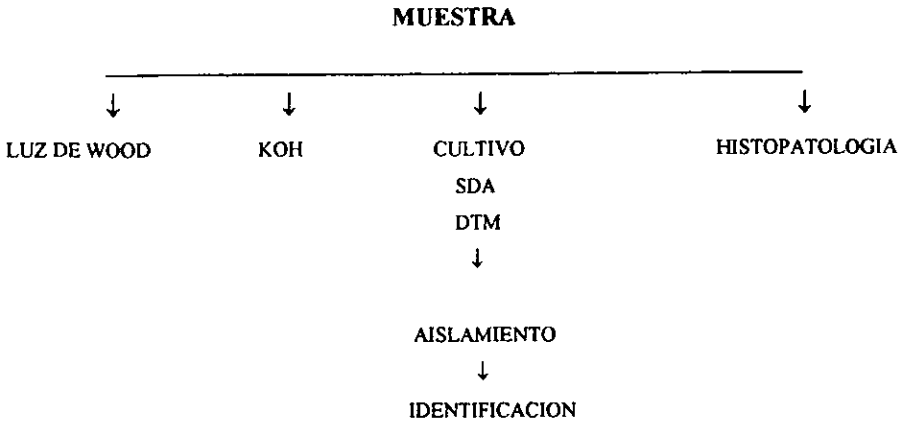 MUESTRA
LUZ DE WOOD KOH CULTIVO HISTOPATOLOGIA
SDA
DTM
AISLAMIENTO
IDENTIFICACION